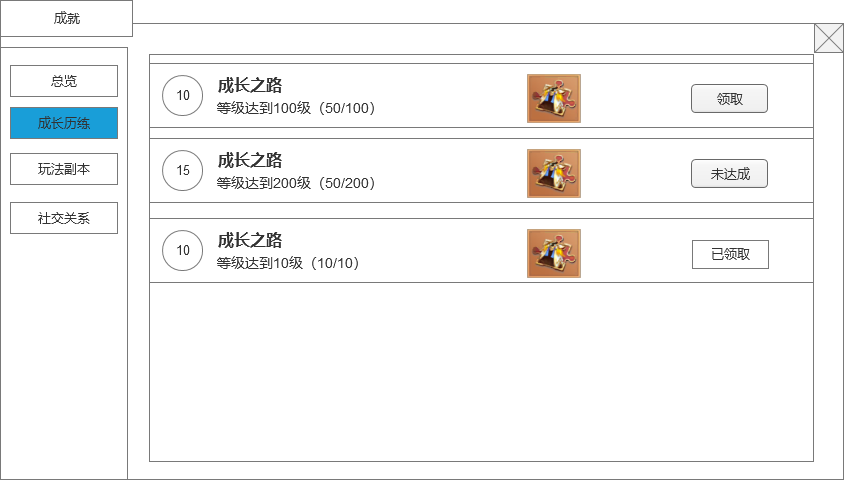 成就
总览
成长历练
玩法副本
社交关系
10
成长之路
等级达到100级（50/100）
领取
15
成长之路
等级达到200级（50/200）
未达成
10
成长之路
等级达到10级（10/10）
已领取